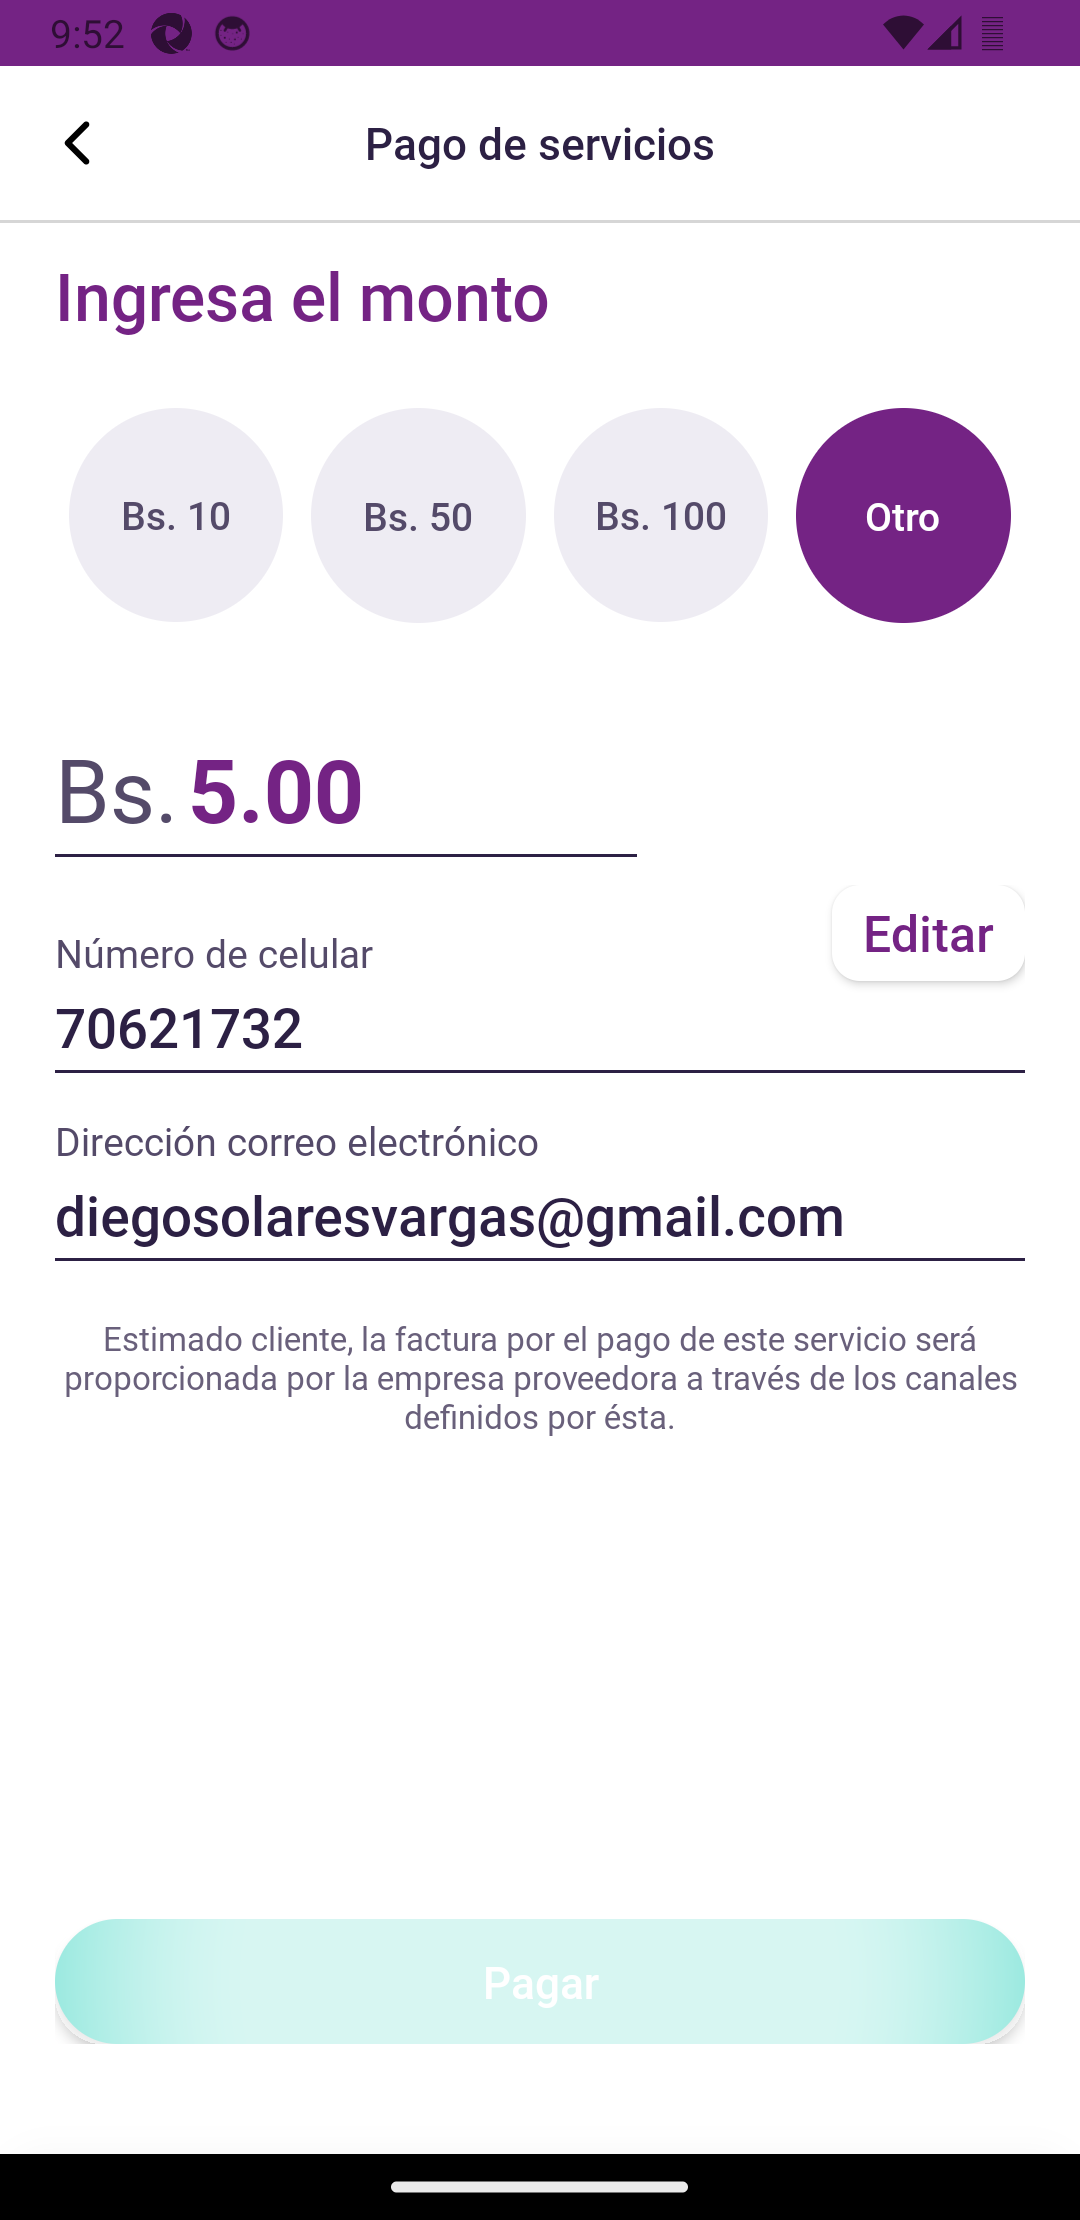 9:52
Pago de servicios
Ingresa el monto
Bs. 10
Bs. 50
Bs. 100
Otro
Bs. 5.00
Editar
Número de celular
70621732
Dirección correo electrónico
diegosolaresvargas@gmail.com
Estimado cliente, la factura por el pago de este servicio será
proporcionada por la empresa proveedora a través de los canales
definidos por ésta.
Pagar